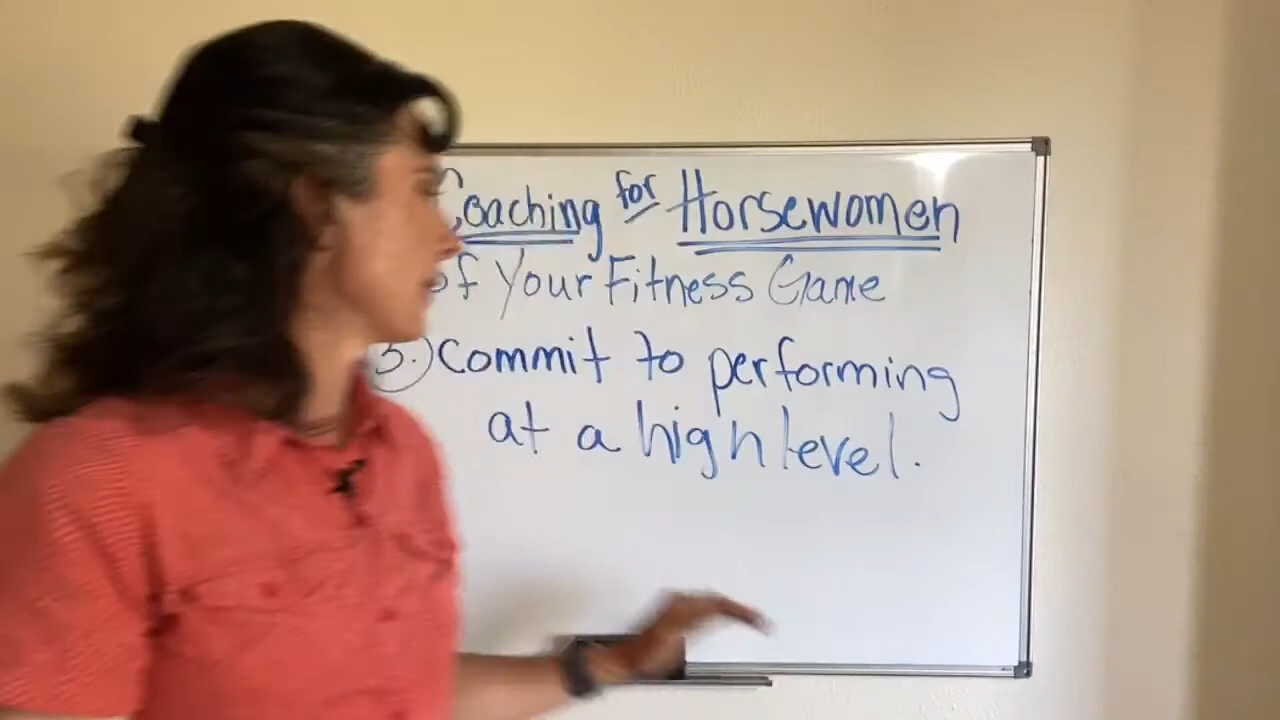 Coaching for Horsewomen
of Your Fitness Game
3.) Commit to performing
at a high level.